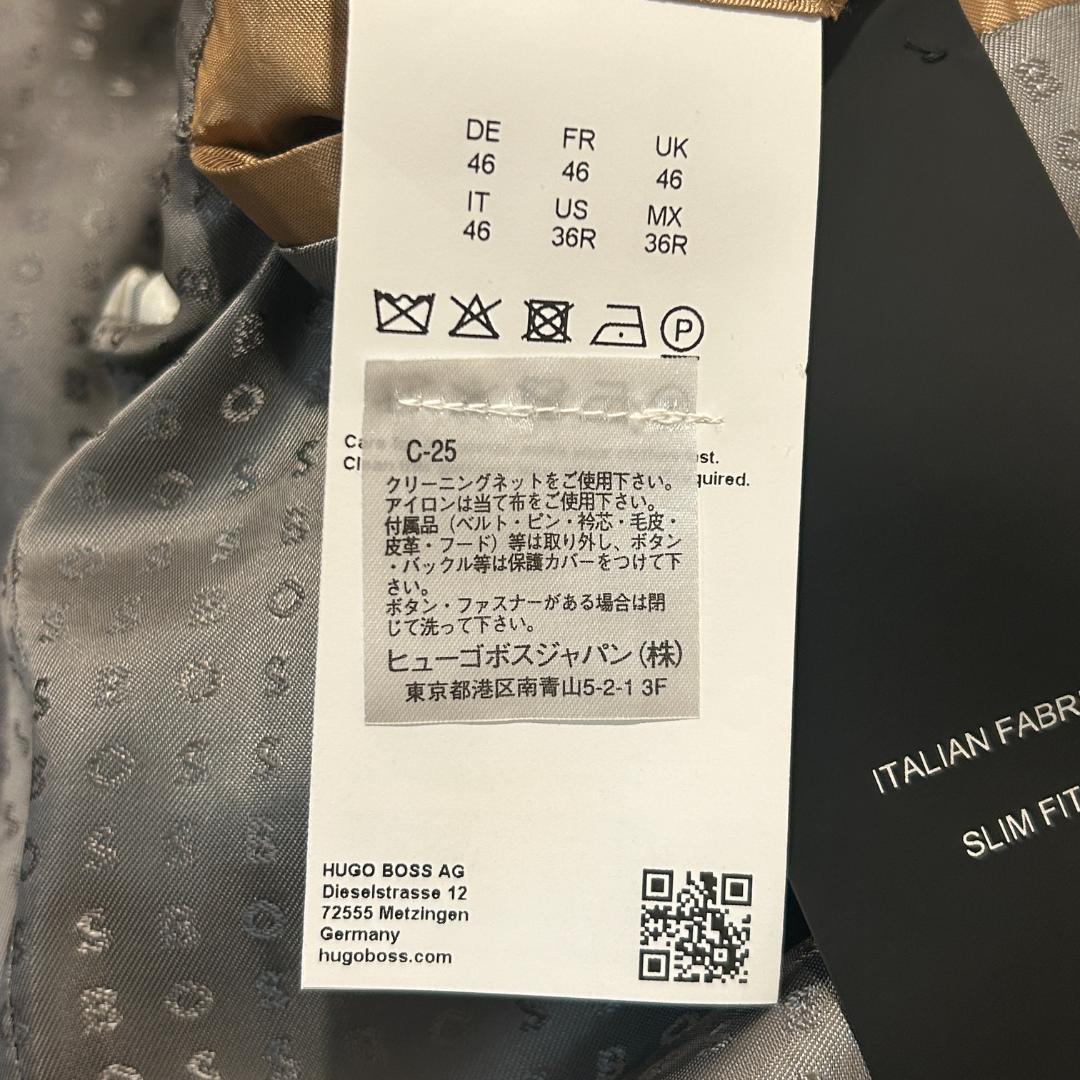 DE FR UK
46 46 46
IT US MX
46 36R 36R
P
C-25
クリーニングネットをご使用下さい。
アイロンは当て布をご使用下さい。
付属品（ベルト・ピン・衿芯・毛皮・
皮革・フード）等は取り外し、ボタン
・バックル等は保護カバーをつけて下
さい。
ボタン・ファスナーがある場合は閉
じて洗って下さい。
ヒューゴボスジャパン(株)
東京都港区南青山5-2-1 3F
HUGO BOSS AG
Dieselstrasse 12
72555 Metzingen
Germany
hugoboss.com
ITALIAN
SLIM FIT